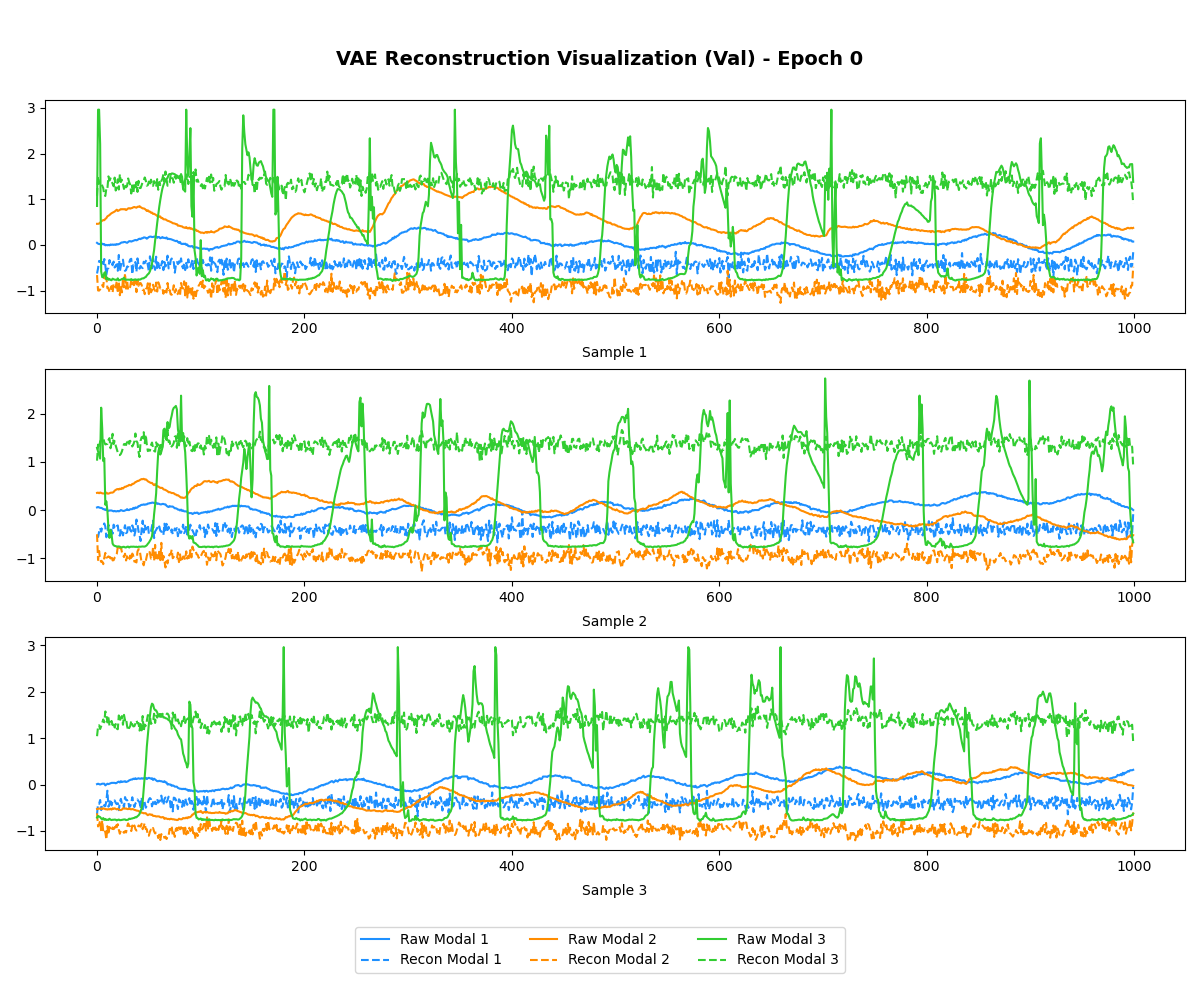 VAE Reconstruction Visualization (Val) - Epoch 0
3
2
1
0
−1
0 200 400 600 800 1000
Sample 1
2
1
0
−1
0 200 400 600 800 1000
Sample 2
3
2
1
0
−1
0 200 400 600 800 1000
Sample 3
Raw Modal 1 Raw Modal 2 Raw Modal 3
Recon Modal 1 Recon Modal 2 Recon Modal 3